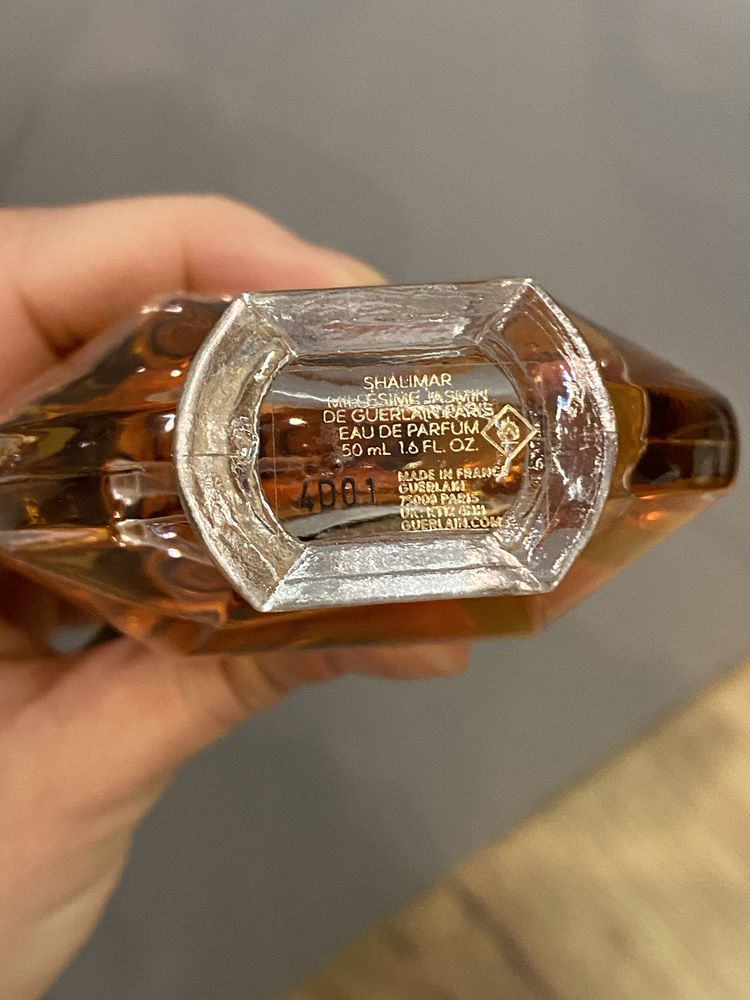 SHALIMAR
MILLÉSIME JASMIN
DE GUERLAIN PARIS
EAU DE PARFUM
50 mL 1.6 FL. OZ.
4D01
MADE IN FRANCE
GUERLAIN
75008 PARIS
UK:
GUERLAIN.COM